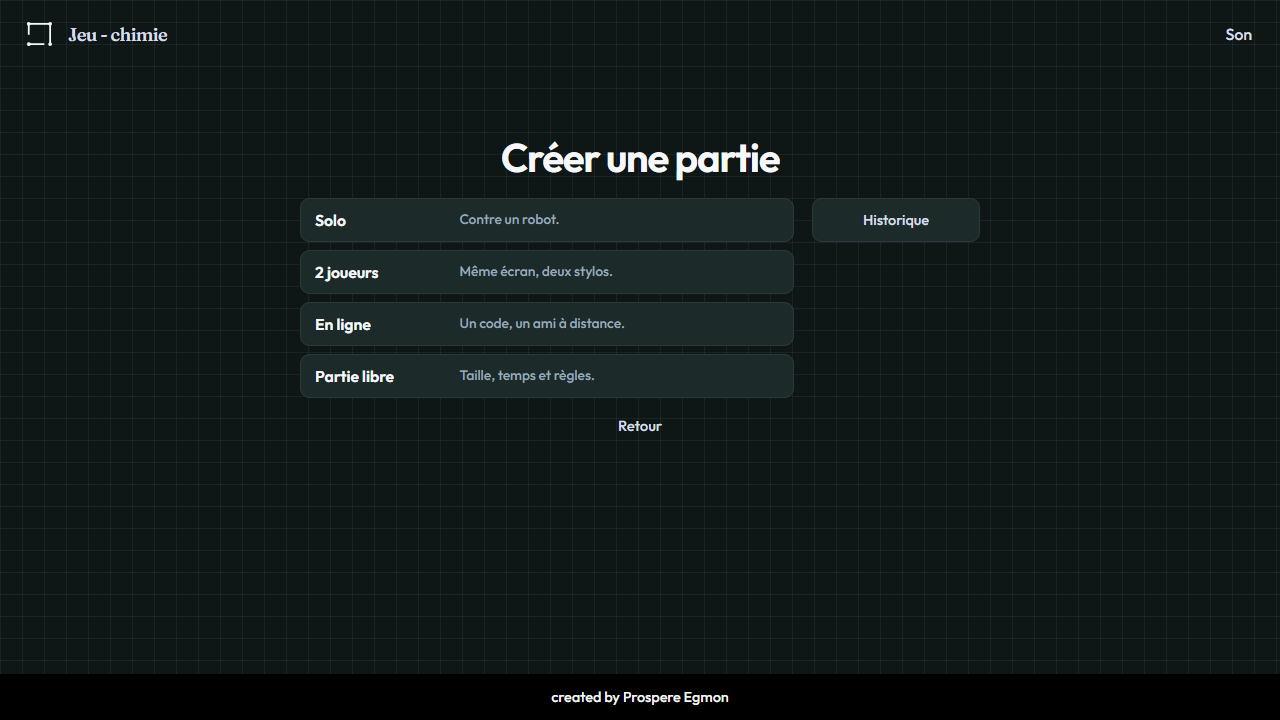 Jeu - chimie
Son
Créer une partie
Solo
Contre un robot.
Historique
2 joueurs
Même écran, deux stylos.
En ligne
Un code, un ami à distance.
Partie libre
Taille, temps et règles.
Retour
created by Prospere Egmon